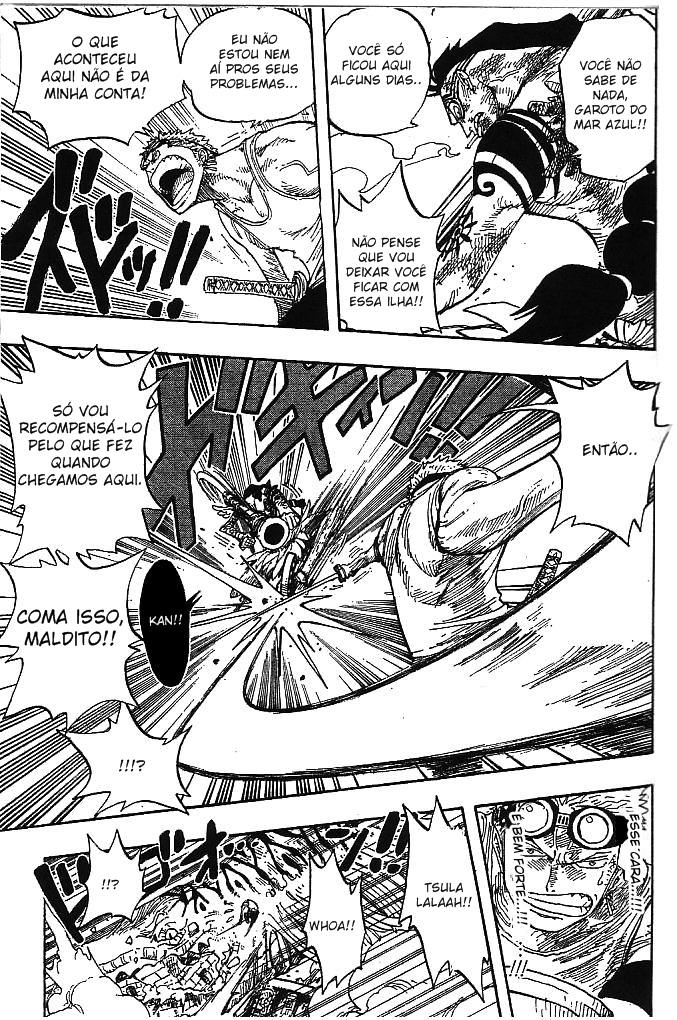 VOCÊ NÃO
SABE DE
NADA,
GAROTO DO
MAR AZUL!!
VOCÊ SÓ
FICOU AQUI
ALGUNS DIAS..
NÃO PENSE
QUE VOU
DEIXAR VOCÊ
FICAR COM
ESSA ILHA!!
EU NÃO
ESTOU NEM
AÍ PROS SEUS
PROBLEMAS...
O QUE
ACONTECEU
AQUI NÃO É DA
MINHA CONTA!
ENTÃO..
SÓ VOU
RECOMPENSÁ-LO
PELO QUE FEZ
QUANDO
CHEGAMOS AQUI.
KAN!!
COMA ISSO,
MALDITO!!
!!!?
ESSE CARA...
É BEM FORTE...!!
...!!!
TSULA
LALAAH!!
WHOA!!
!!?